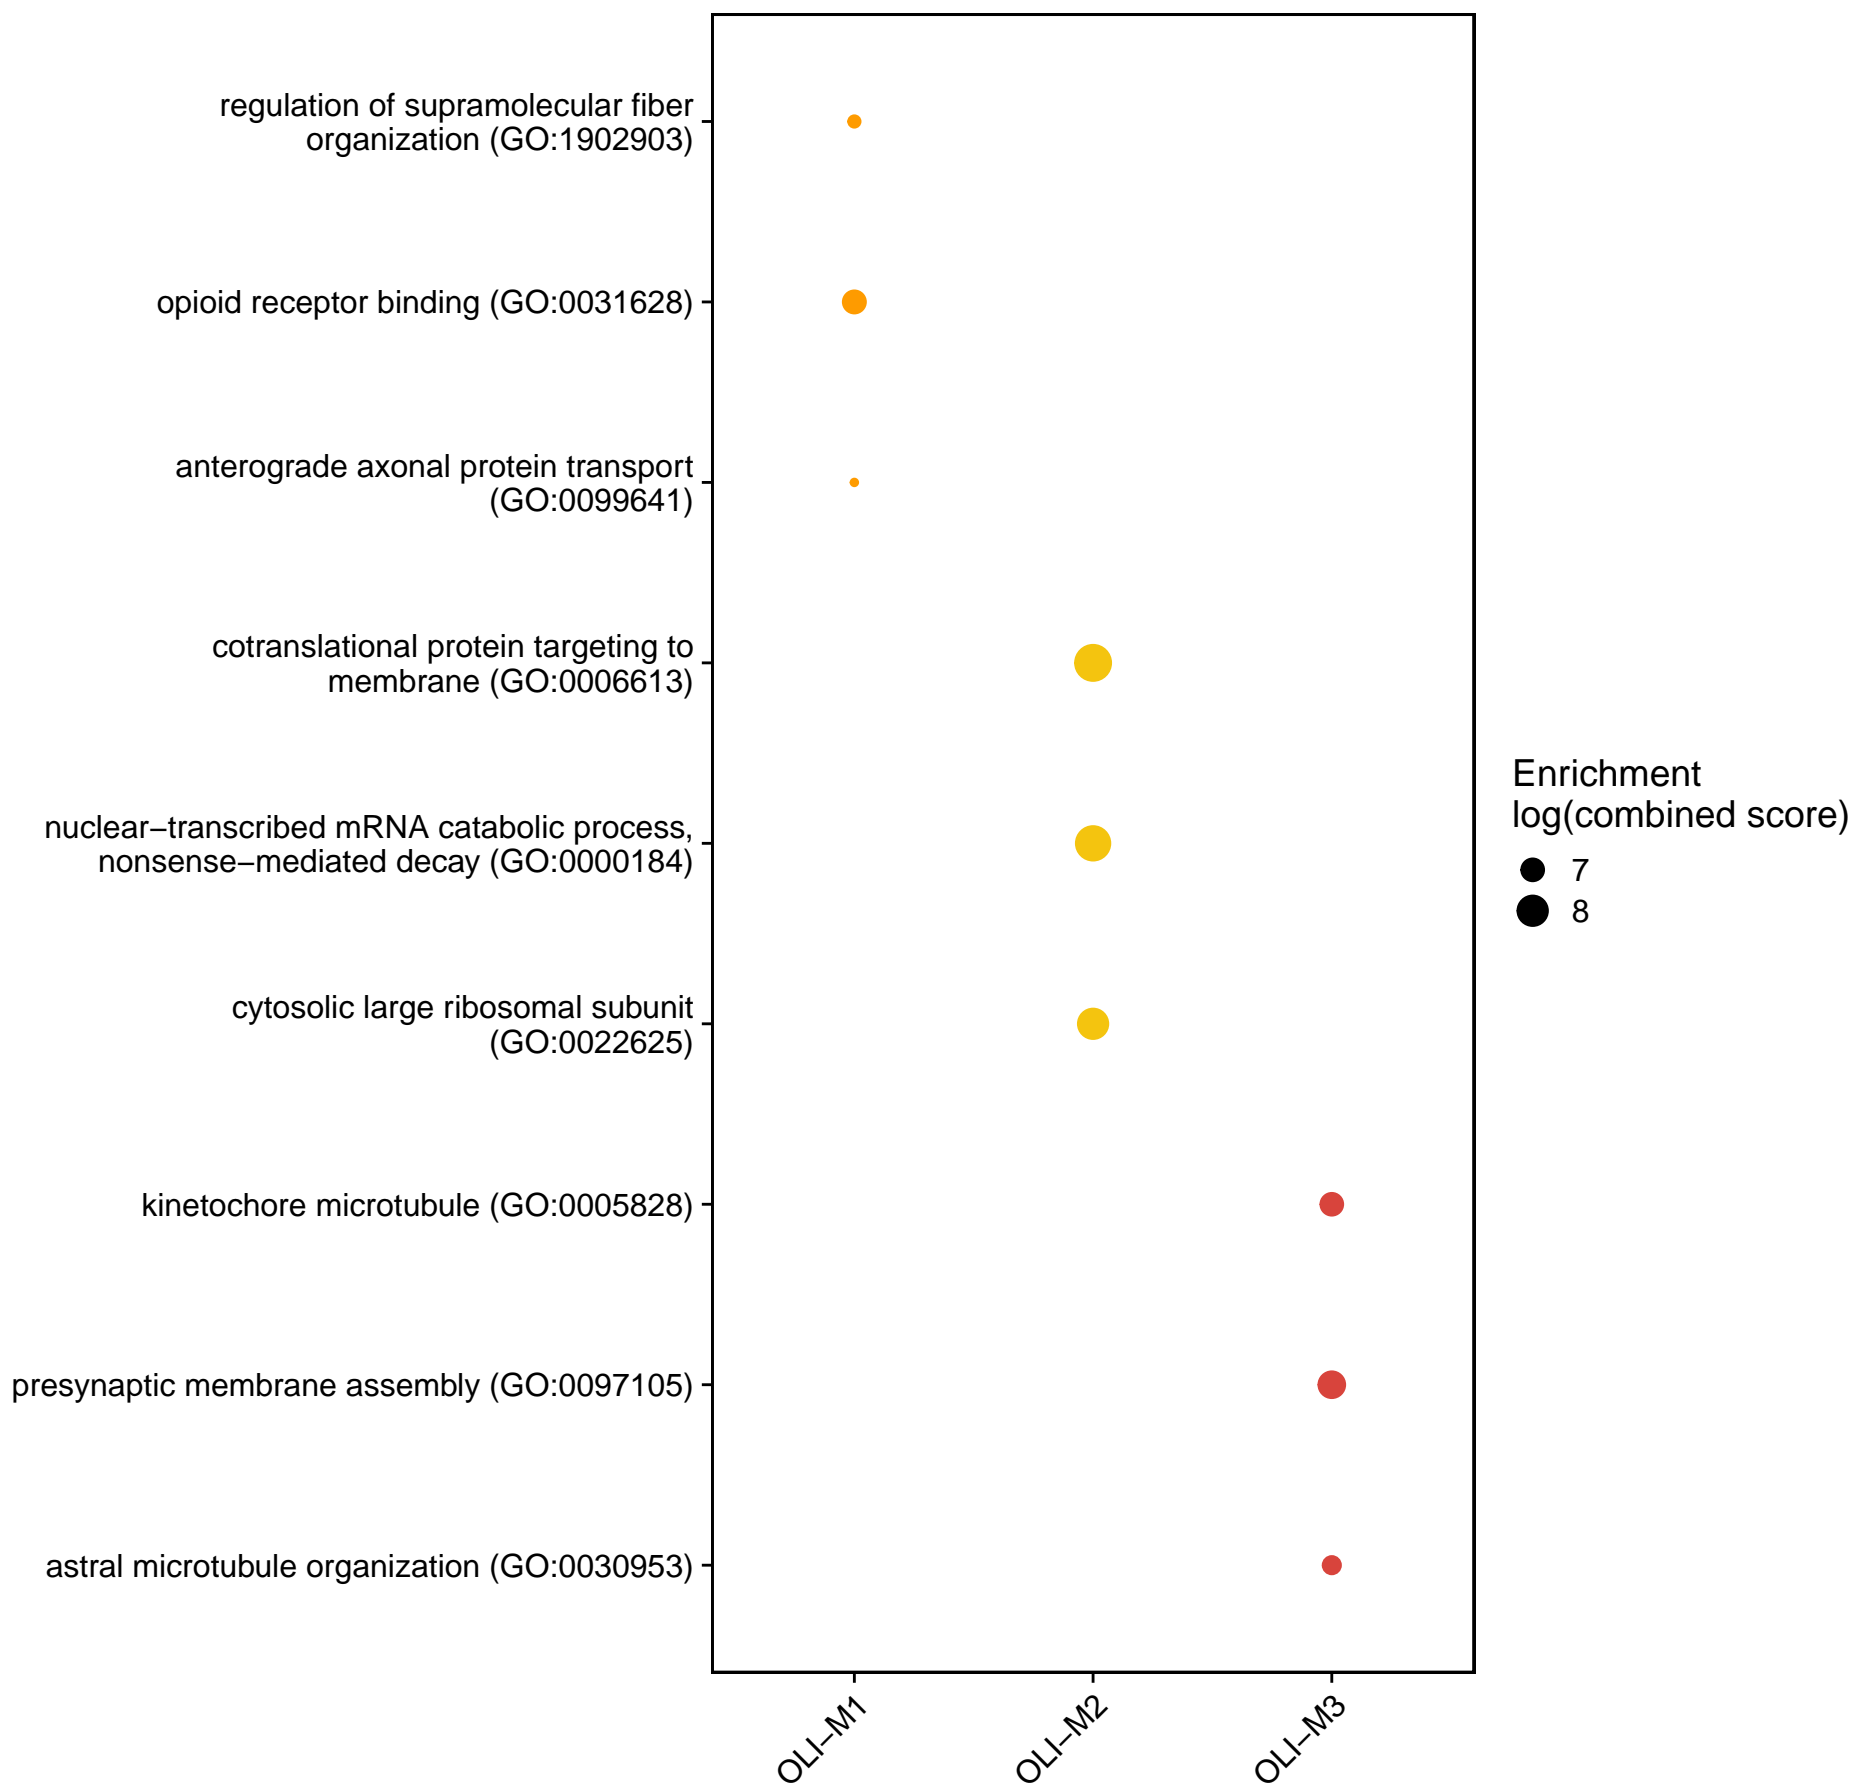 regulation of supramolecular fiber
organization (GO:1902903)
opioid receptor binding (GO:0031628)
anterograde axonal protein transport
(GO:0099641)
cotranslational protein targeting to
membrane (GO:0006613)
nuclear−transcribed mRNA catabolic process,
nonsense−mediated decay (GO:0000184)
cytosolic large ribosomal subunit
(GO:0022625)
kinetochore microtubule (GO:0005828)
presynaptic membrane assembly (GO:0097105)
astral microtubule organization (GO:0030953)
OLI−M1
OLI−M2
OLI−M3
Enrichment
log(combined score)
7
8